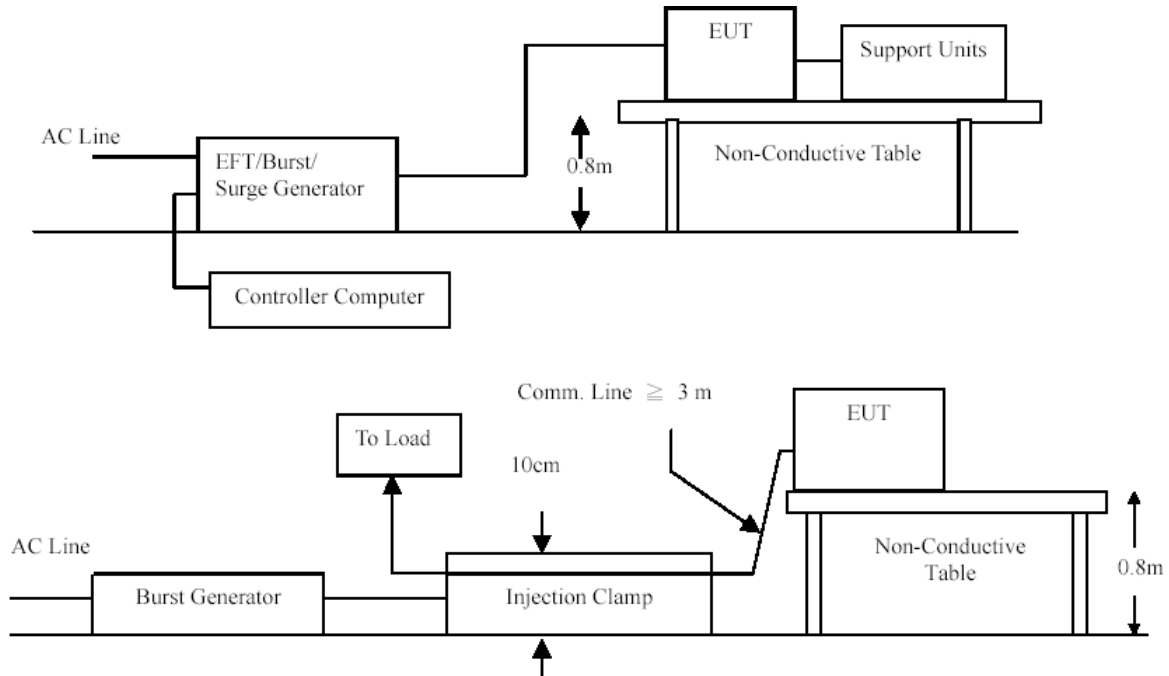 EUT
Support Units
AC Line
EFT/Burst/
Surge Generator
0.8m
Non-Conductive Table
Controller Computer
Comm. Line ≧ 3 m
EUT
To Load
10cm
AC Line
Burst Generator
Injection Clamp
Non-Conductive
Table
0.8m